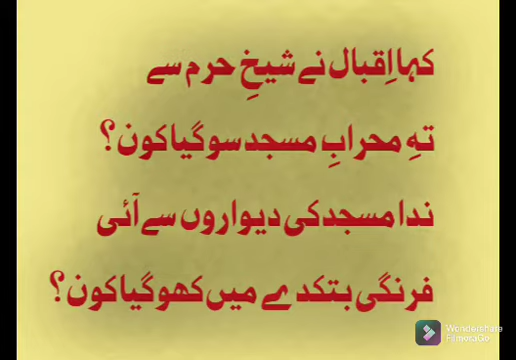 کہا اِقبال نے شیخِ حرم سے
تہِ محرابِ مسجد سو گیا کون؟
ندا مسجد کی دیواروں سے آئی
فرنگی بتکدے میں کھو گیا کون؟
Wondershare
FilmoraGo